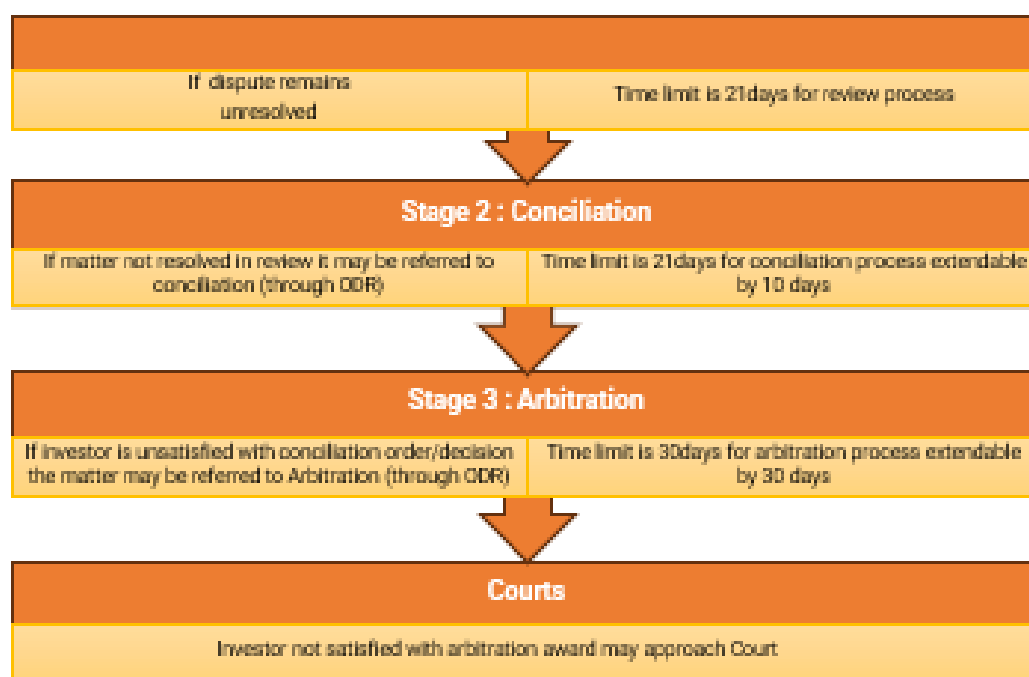 If dispute remains
unresolved
Time limit is 21days for review process
Stage 2 : Conciliation
If matter not resolved in review it may be referred to
conciliation (through ODR)
Time limit is 21days for conciliation process extendable
by 10 days
Stage 3 : Arbitration
If investor is unsatisfied with conciliation order/decision
the matter may be referred to Arbitration (through ODR)
Time limit is 30days for arbitration process extendable
by 30 days
Courts
Investor not satisfied with arbitration award may approach Court